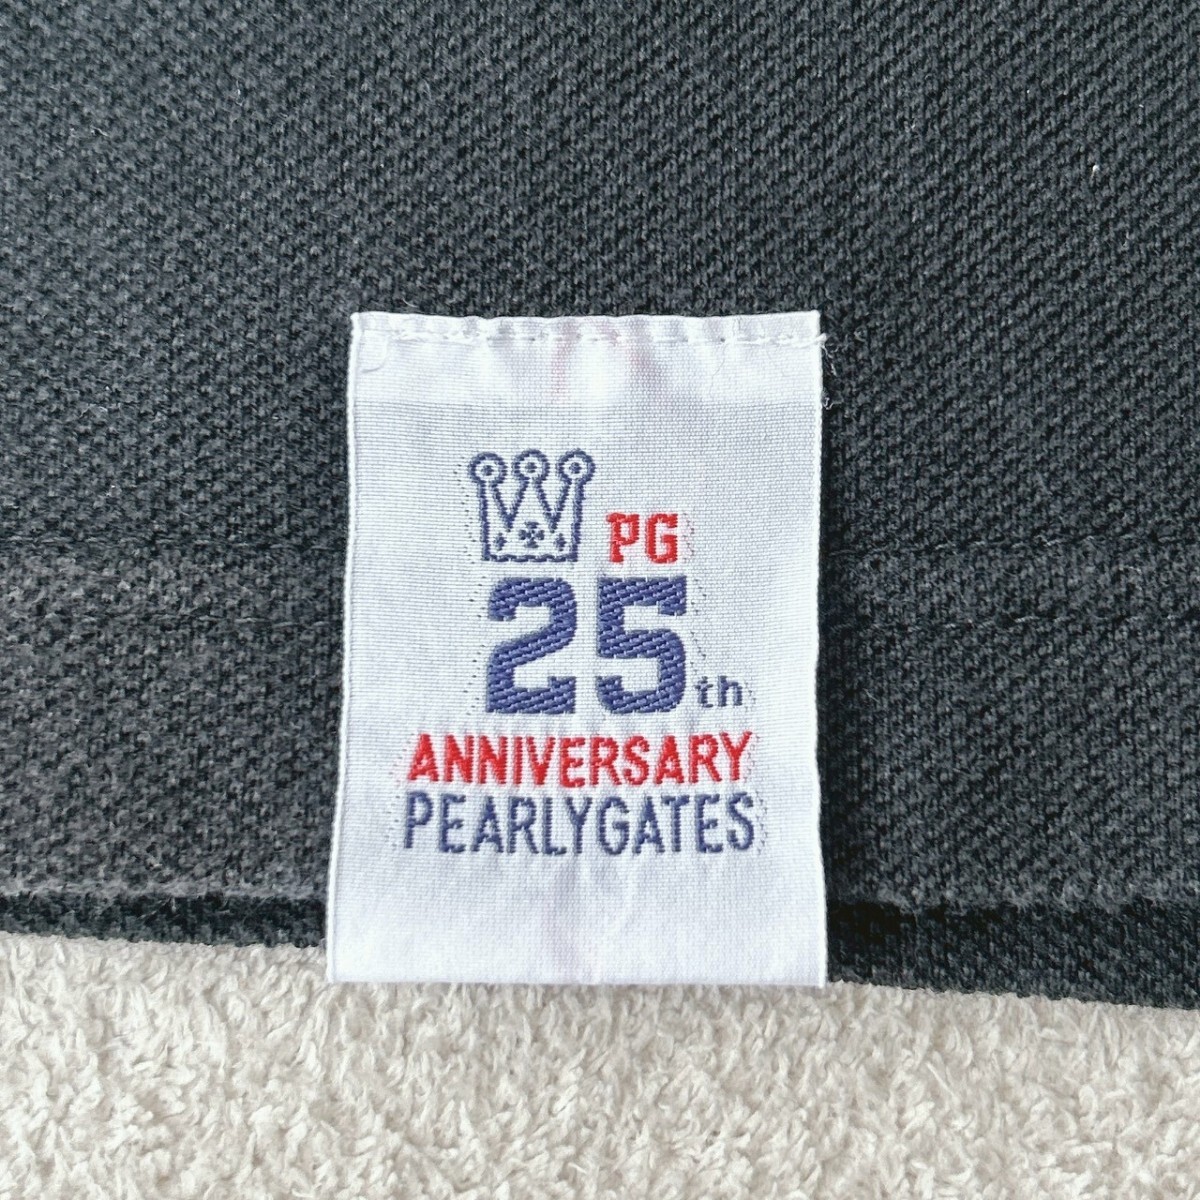 PG
25th
ANNIVERSARY
PEARLYGATES